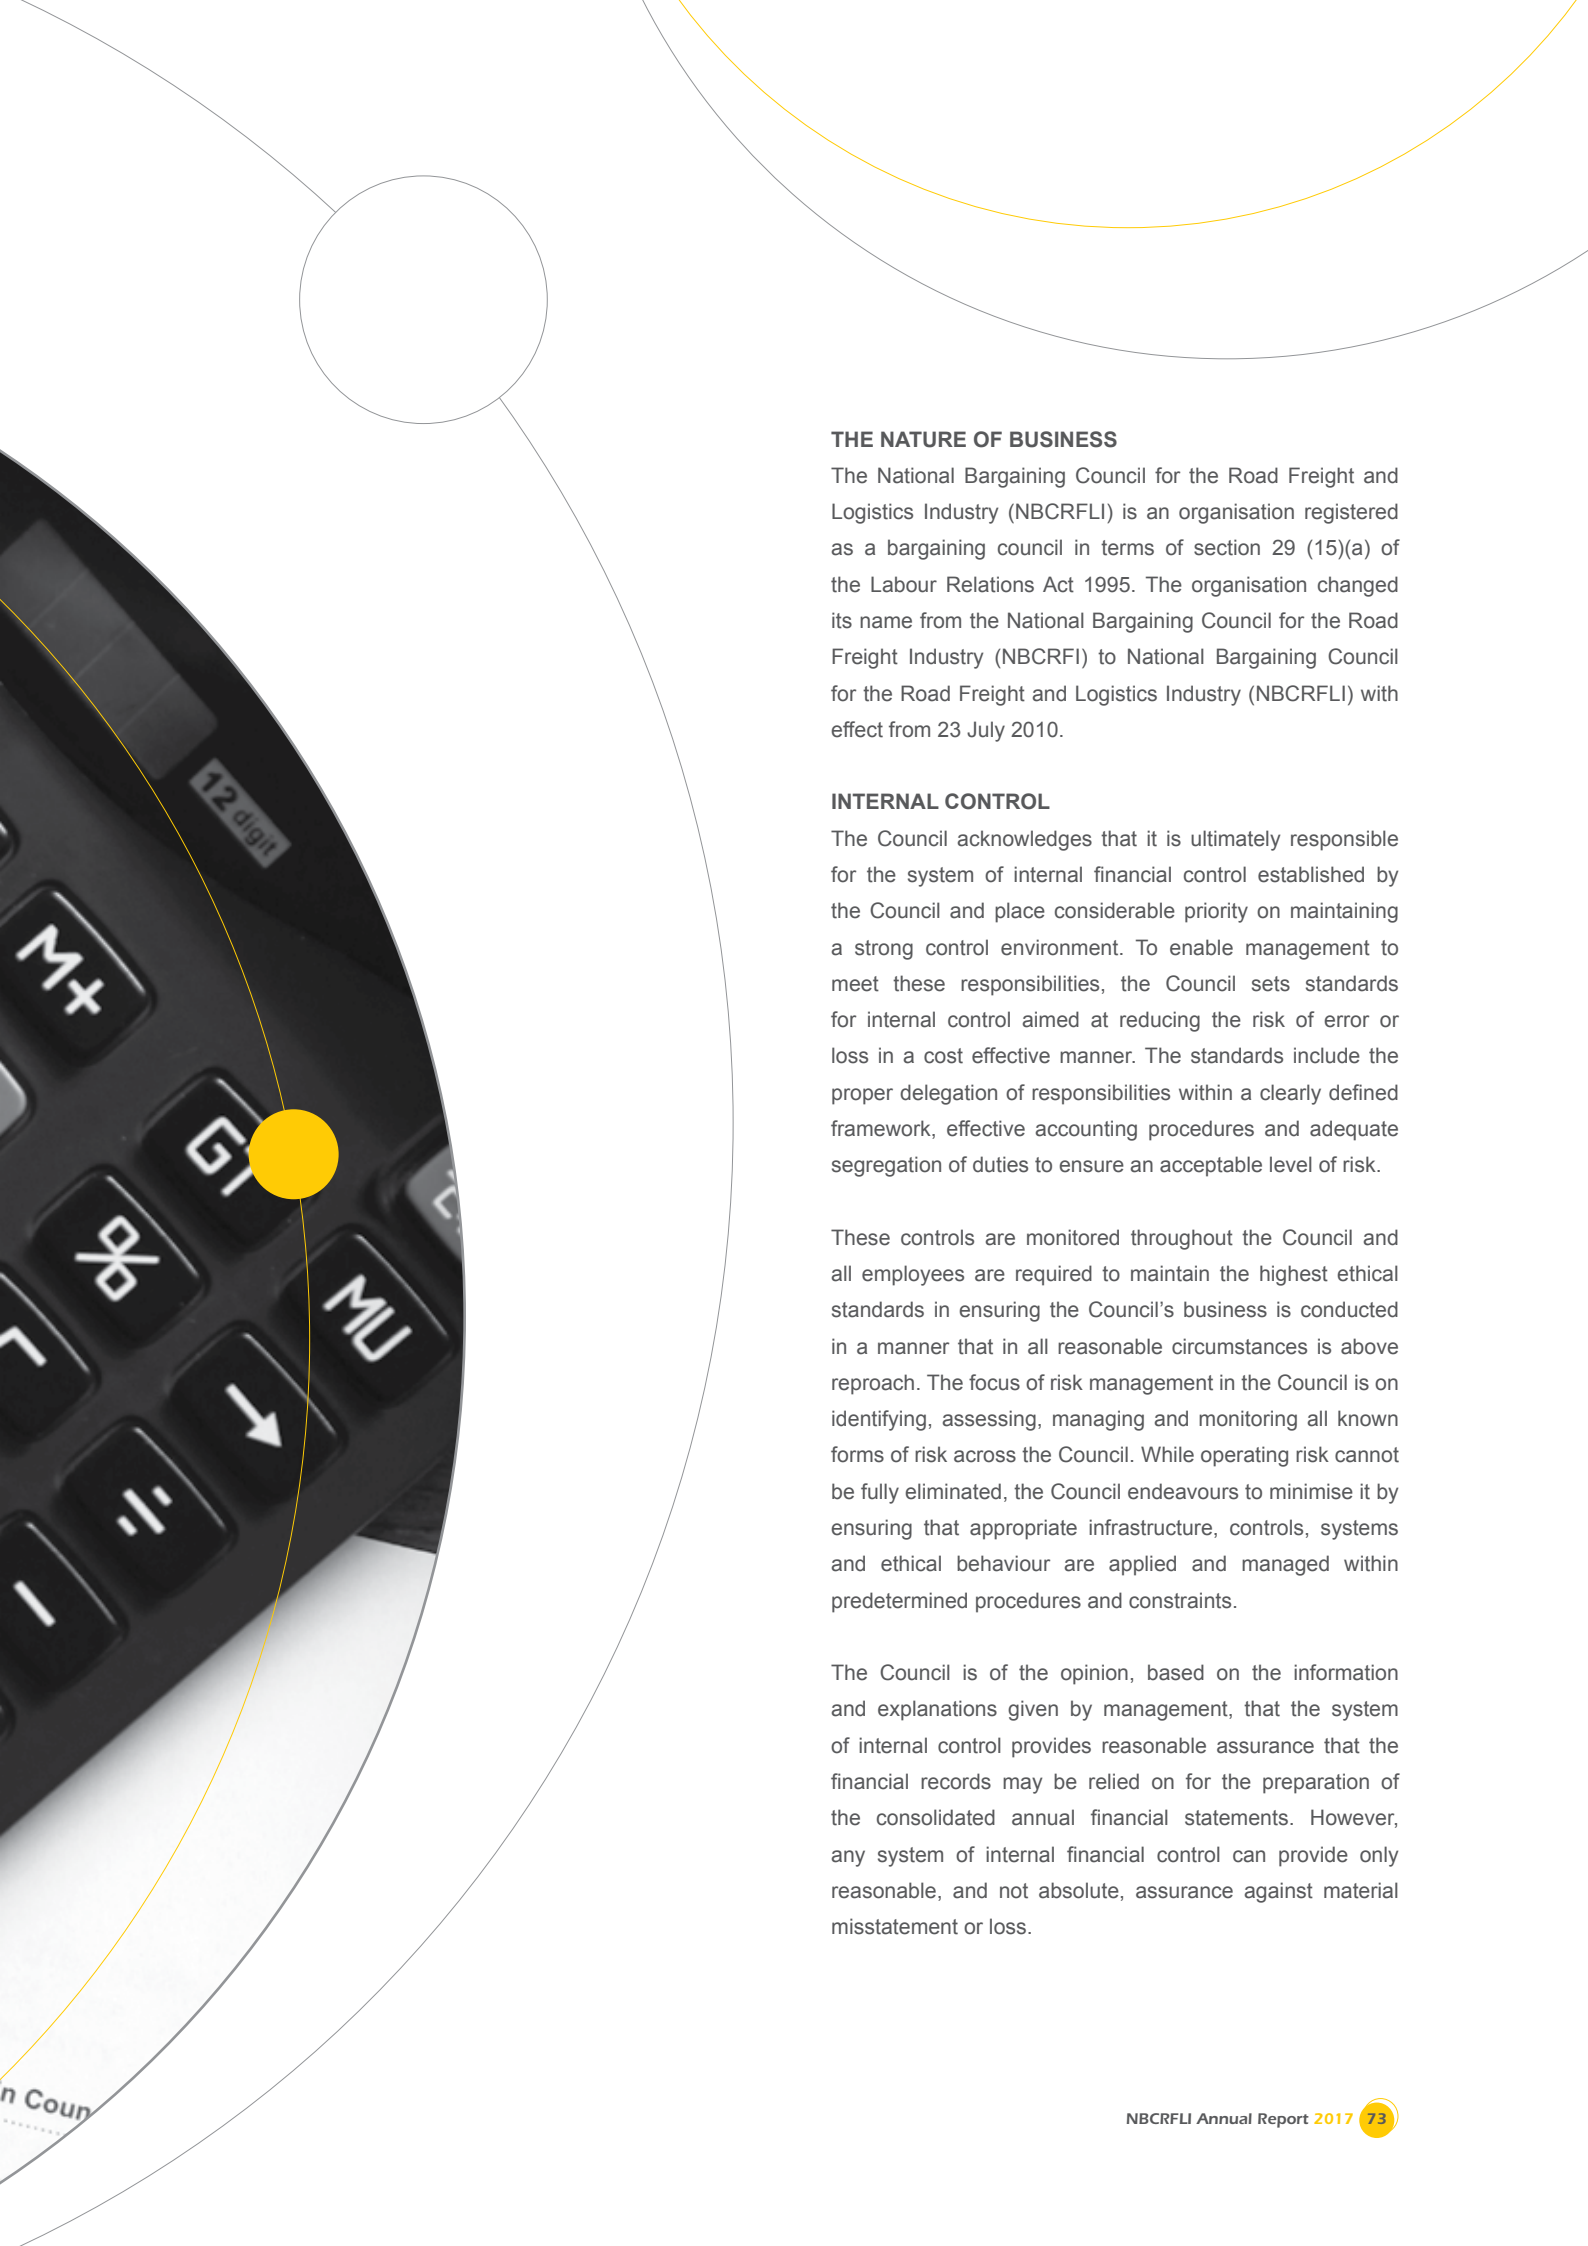 THE NATURE OF BUSINESS
The National Bargaining Council for the Road Freight and
Logistics Industry (NBCRFLI) is an organisation registered
as a bargaining council in terms of section 29 (15)(a) of
the Labour Relations Act 1995. The organisation changed
its name from the National Bargaining Council for the Road
Freight Industry (NBCRFI) to National Bargaining Council
for the Road Freight and Logistics Industry (NBCRFLI) with
effect from 23 July 2010.
INTERNAL CONTROL
The Council acknowledges that it is ultimately responsible
for the system of internal financial control established by
the Council and place considerable priority on maintaining
a strong control environment. To enable management to
meet these responsibilities, the Council sets standards
for internal control aimed at reducing the risk of error or
loss in a cost effective manner. The standards include the
proper delegation of responsibilities within a clearly defined
framework, effective accounting procedures and adequate
segregation of duties to ensure an acceptable level of risk.
These controls are monitored throughout the Council and
all employees are required to maintain the highest ethical
standards in ensuring the Council’s business is conducted
in a manner that in all reasonable circumstances is above
reproach. The focus of risk management in the Council is on
identifying, assessing, managing and monitoring all known
forms of risk across the Council. While operating risk cannot
be fully eliminated, the Council endeavours to minimise it by
ensuring that appropriate infrastructure, controls, systems
and ethical behaviour are applied and managed within
predetermined procedures and constraints.
The Council is of the opinion, based on the information
and explanations given by management, that the system
of internal control provides reasonable assurance that the
financial records may be relied on for the preparation of
the consolidated annual financial statements. However,
any system of internal financial control can provide only
reasonable, and not absolute, assurance against material
misstatement or loss.
12 digit
M+
%
MU
NBCRFLI Annual Report 2017 73